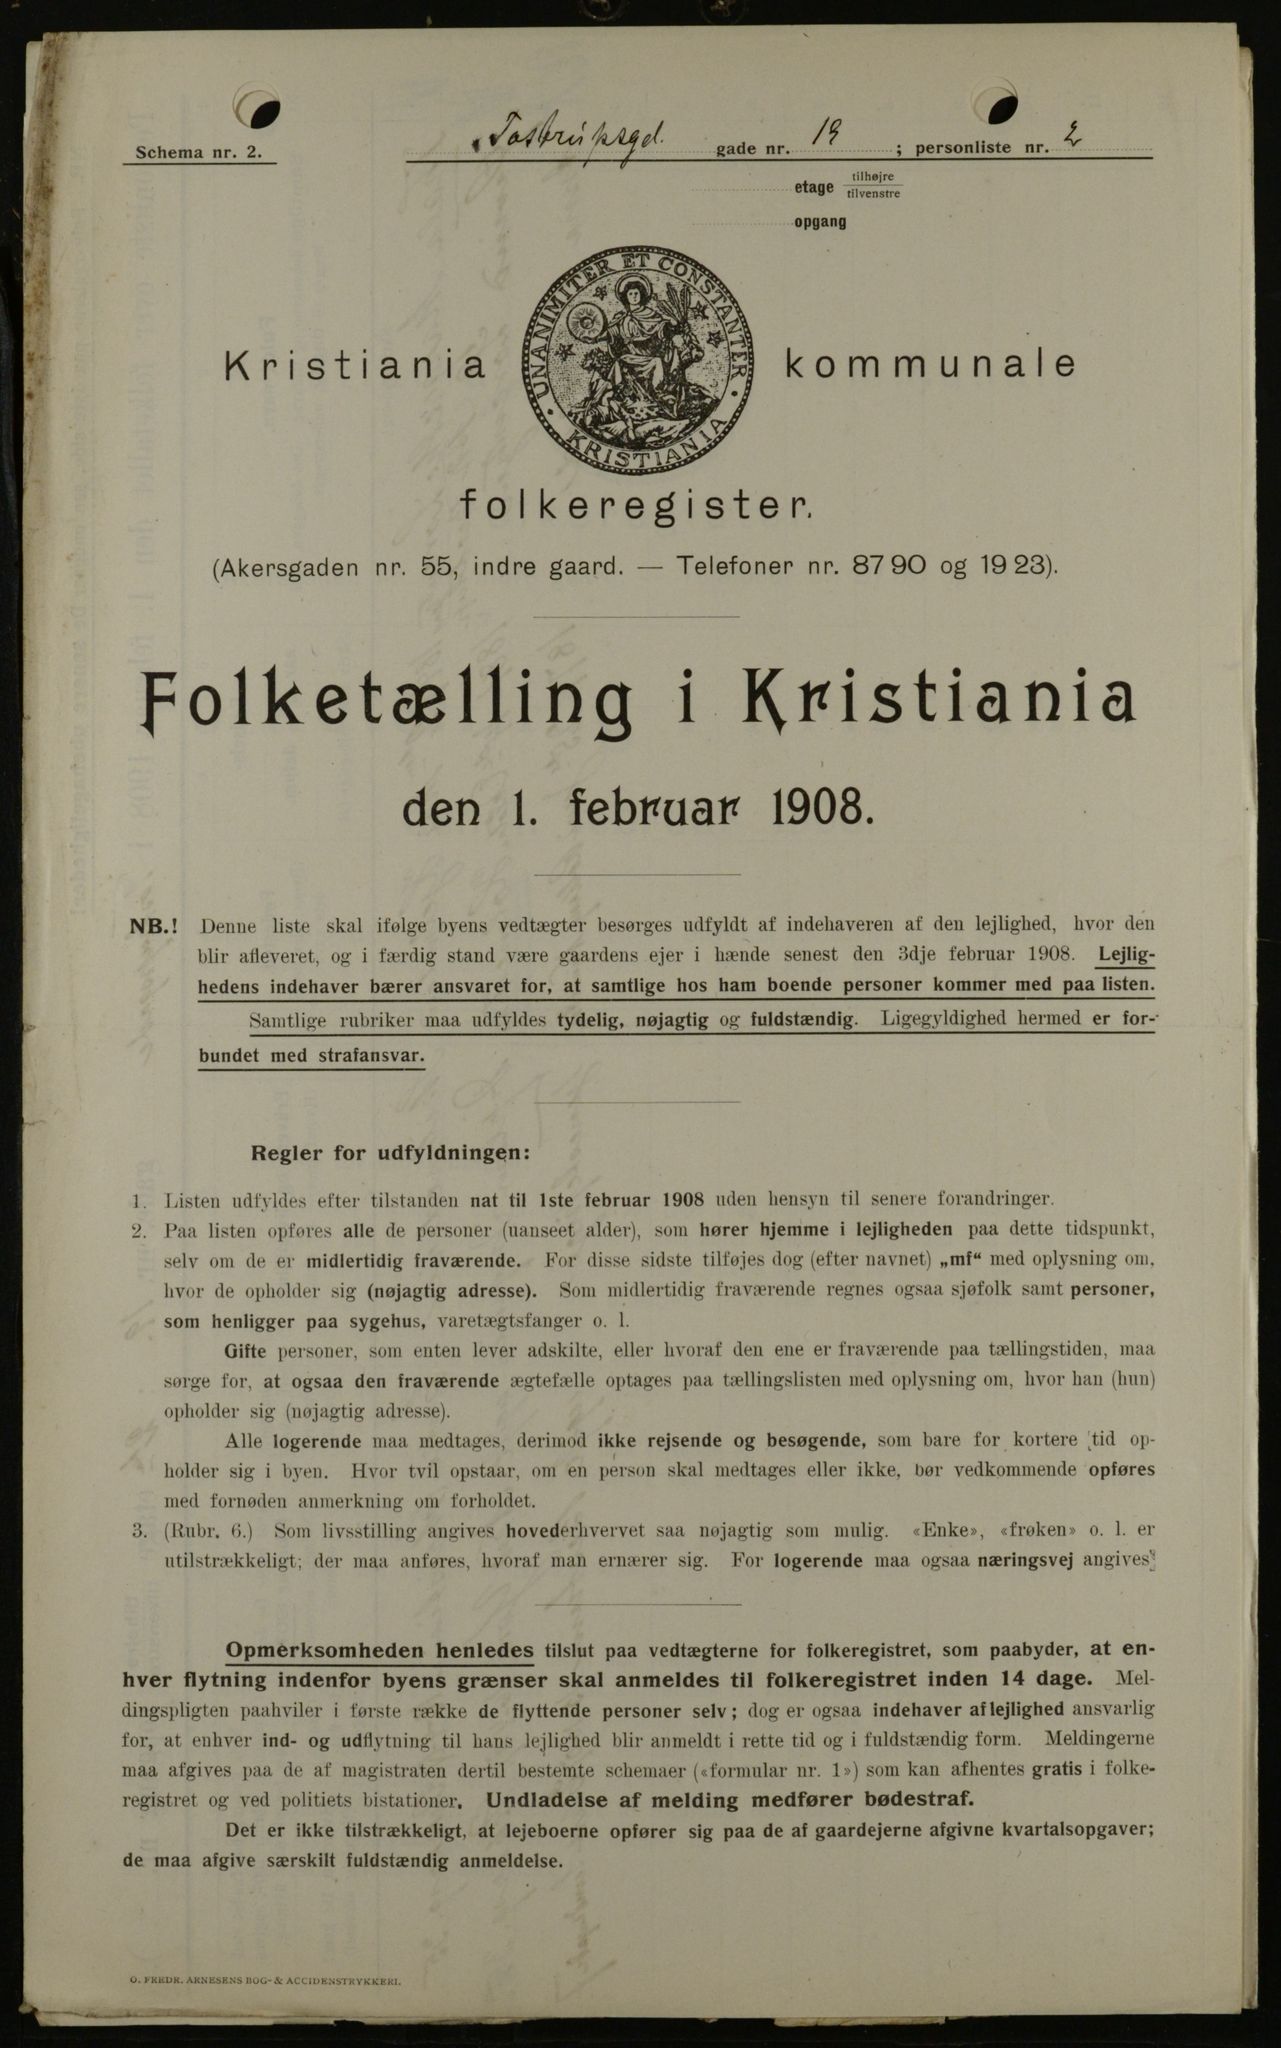 Schema nr. 2.
Tostrupsgd. gade nr. 19 ; personliste nr. 2
etage tilhøjre
tilvenstre
opgang
UNANIMITER ET CONSTANTER
KRISTIANIA
Kristiania kommunale
folkeregister.
(Akersgaden nr. 55, indre gaard. — Telefoner nr. 8790 og 1923).
Folketælling i Kristiania
den 1. februar 1908.
NB.! Denne liste skal ifølge byens vedtægter besørges udfyldt af indehaveren af den lejlighed, hvor den
blir afleveret, og i færdig stand være gaardens ejer i hænde senest den 3dje februar 1908. Lejlig-
hedens indehaver bærer ansvaret for, at samtlige hos ham boende personer kommer med paa listen.
Samtlige rubriker maa udfyldes tydelig, nøjagtig og fuldstændig. Ligegyldighed hermed er for-
bundet med strafansvar.
Regler for udfyldningen:
1. Listen udfyldes efter tilstanden nat til 1ste februar 1908 uden hensyn til senere forandringer.
2. Paa listen opføres alle de personer (uanseet alder), som hører hjemme i lejligheden paa dette tidspunkt,
selv om de er midlertidig fraværende. For disse sidste tilføjes dog (efter navnet) „mf“ med oplysning om,
hvor de opholder sig (nøjagtig adresse). Som midlertidig fraværende regnes ogsaa sjøfolk samt personer,
som henligger paa sygehus, varetægtsfanger o. l.
Gifte personer, som enten lever adskilte, eller hvoraf den ene er fraværende paa tællingstiden, maa
sørge for, at ogsaa den fraværende ægtefælle optages paa tællingslisten med oplysning om, hvor han (hun)
opholder sig (nøjagtig adresse).
Alle logerende maa medtages, derimod ikke rejsende og besøgende, som bare for kortere tid op-
holder sig i byen. Hvor tvil opstaar, om en person skal medtages eller ikke, bør vedkommende opføres
med fornøden anmerkning om forholdet.
3. (Rubr. 6.) Som livsstilling angives hovederhvervet saa nøjagtig som mulig. «Enke», «frøken» o. l. er
utilstrækkeligt; der maa anføres, hvoraf man ernærer sig. For logerende maa ogsaa næringsvej angives.
Opmerksomheden henledes tilslut paa vedtægterne for folkeregistret, som paabyder, at en-
hver flytning indenfor byens grænser skal anmeldes til folkeregistret inden 14 dage. Mel-
dingspligten paahviler i første række de flyttende personer selv; dog er ogsaa indehaver af lejlighed ansvarlig
for, at enhver ind- og udflytning til hans lejlighed blir anmeldt i rette tid og i fuldstændig form. Meldingerne
maa afgives paa de af magistraten dertil bestemte schemaer («formular nr. 1») som kan afhentes gratis i folke-
registret og ved politiets bistationer. Undladelse af melding medfører bødestraf.
Det er ikke tilstrækkeligt, at lejeboerne opfører sig paa de af gaardejerne afgivne kvartalsopgaver;
de maa afgive særskilt fuldstændig anmeldelse.
O. FREDR. ARNESENS BOG- & ACCIDENSTRYKKERI.